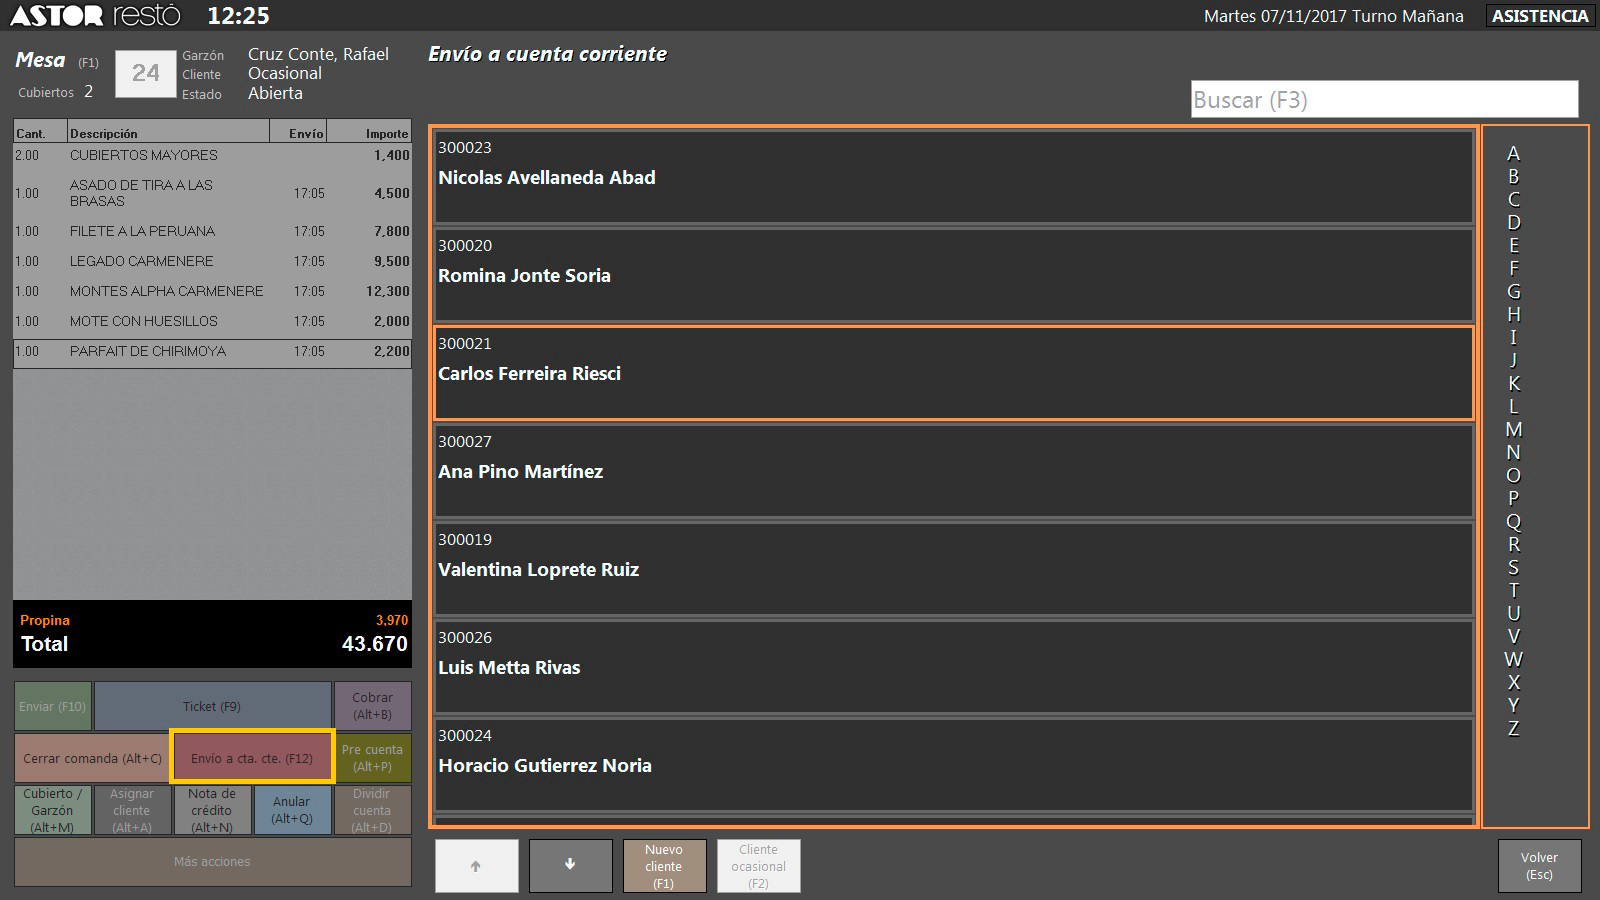 ASTOR restó 12:25 Martes 07/11/2017 Turno Mañana ASISTENCIA
Mesa (F1) 24
Cubiertos 2
Garzón Cruz Conte, Rafael
Cliente Ocasional
Estado Abierta
Cant. Descripción Envío Importe
2.00 CUBIERTOS MAYORES 1,400
1.00 ASADO DE TIRA A LAS BRASAS 17:05 4,500
1.00 FILETE A LA PERUANA 17:05 7,800
1.00 LEGADO CARMENERE 17:05 9,500
1.00 MONTES ALPHA CARMENERE 17:05 12,300
1.00 MOTE CON HUESILLOS 17:05 2,000
1.00 PARFAIT DE CHIRIMOYA 17:05 2,200
Propina 3,970
Total 43.670
Enviar (F10)
Ticket (F9)
Cobrar
(Alt+B)
Cerrar comanda (Alt+C)
Envío a cta. cte. (F12)
Pre cuenta
(Alt+P)
Cubierto /
Garzón
(Alt+M)
Asignar
cliente
(Alt+A)
Nota de
crédito
(Alt+N)
Anular
(Alt+Q)
Dividir
cuenta
(Alt+D)
Más acciones
Envío a cuenta corriente
Buscar (F3)
300023
Nicolas Avellaneda Abad
300020
Romina Jonte Soria
300021
Carlos Ferreira Riesci
300027
Ana Pino Martínez
300019
Valentina Loprete Ruiz
300026
Luis Metta Rivas
300024
Horacio Gutierrez Noria
A
B
C
D
E
F
G
H
I
J
K
L
M
N
O
P
Q
R
S
T
U
V
W
X
Y
Z
Nuevo
cliente
(F1)
Cliente
ocasional
(F2)
Volver
(Esc)